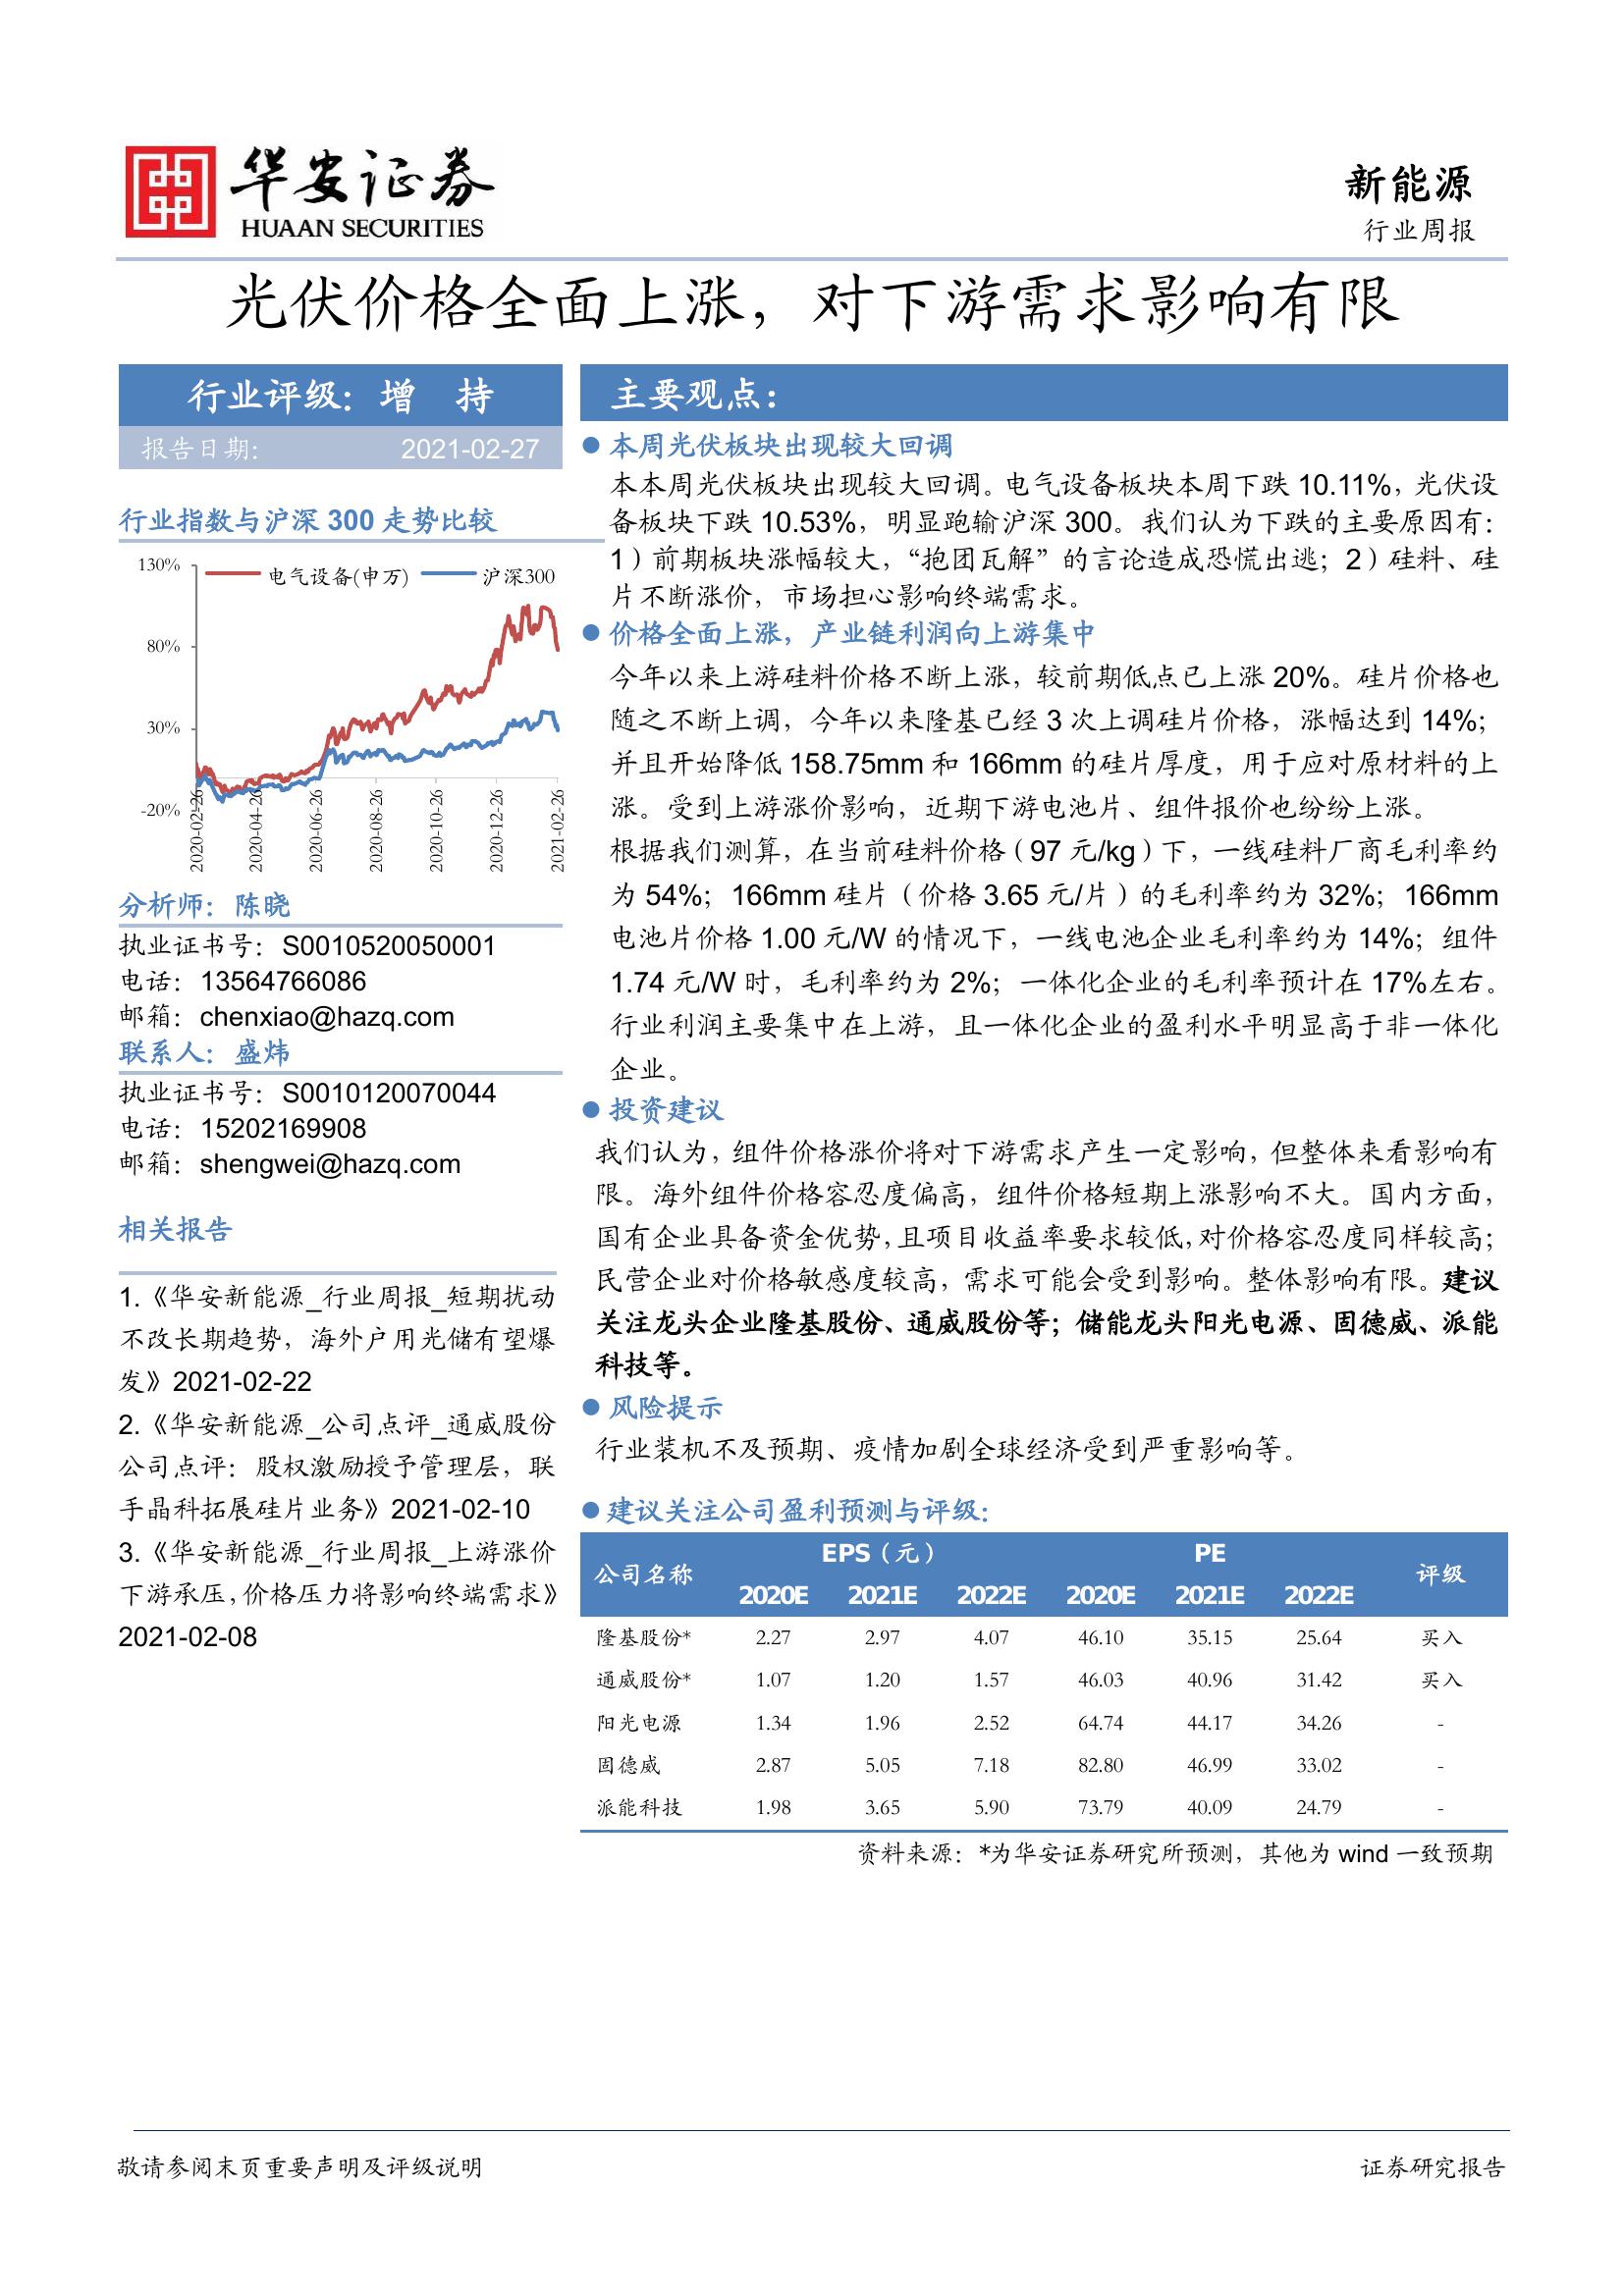 华安证券
HUAAN SECURITIES
新能源
行业周报
光伏价格全面上涨，对下游需求影响有限
行业评级：增 持
报告日期： 2021-02-27
行业指数与沪深 300 走势比较
130%
80%
30%
-20%
电气设备(申万)
沪深300
2020-02-26
2020-04-26
2020-06-26
2020-08-26
2020-10-26
2020-12-26
2021-02-26
分析师：陈晓
执业证书号：S0010520050001
电话：13564766086
邮箱：chenxiao@hazq.com
联系人：盛炜
执业证书号：S0010120070044
电话：15202169908
邮箱：shengwei@hazq.com
相关报告
1.《华安新能源_行业周报_短期扰动
不改长期趋势，海外户用光储有望爆
发》2021-02-22
2.《华安新能源_公司点评_通威股份
公司点评：股权激励授予管理层，联
手晶科拓展硅片业务》2021-02-10
3.《华安新能源_行业周报_上游涨价
下游承压,价格压力将影响终端需求》
2021-02-08
主要观点：
● 本周光伏板块出现较大回调
本本周光伏板块出现较大回调。电气设备板块本周下跌 10.11%，光伏设
备板块下跌 10.53%，明显跑输沪深 300。我们认为下跌的主要原因有：
1）前期板块涨幅较大，“抱团瓦解”的言论造成恐慌出逃；2）硅料、硅
片不断涨价，市场担心影响终端需求。
● 价格全面上涨，产业链利润向上游集中
今年以来上游硅料价格不断上涨，较前期低点已上涨 20%。硅片价格也
随之不断上调，今年以来隆基已经 3 次上调硅片价格，涨幅达到 14%；
并且开始降低 158.75mm 和 166mm 的硅片厚度，用于应对原材料的上
涨。受到上游涨价影响，近期下游电池片、组件报价也纷纷上涨。
根据我们测算，在当前硅料价格（97 元/kg）下，一线硅料厂商毛利率约
为 54%；166mm 硅片（价格 3.65 元/片）的毛利率约为 32%；166mm
电池片价格 1.00 元/W 的情况下，一线电池企业毛利率约为 14%；组件
1.74 元/W 时，毛利率约为 2%；一体化企业的毛利率预计在 17%左右。
行业利润主要集中在上游，且一体化企业的盈利水平明显高于非一体化
企业。
● 投资建议
我们认为，组件价格涨价将对下游需求产生一定影响，但整体来看影响有
限。海外组件价格容忍度偏高，组件价格短期上涨影响不大。国内方面，
国有企业具备资金优势，且项目收益率要求较低，对价格容忍度同样较高；
民营企业对价格敏感度较高，需求可能会受到影响。整体影响有限。建议
关注龙头企业隆基股份、通威股份等；储能龙头阳光电源、固德威、派能
科技等。
● 风险提示
行业装机不及预期、疫情加剧全球经济受到严重影响等。
● 建议关注公司盈利预测与评级：
公司名称 EPS（元） PE 评级
2020E 2021E 2022E 2020E 2021E 2022E
隆基股份* 2.27 2.97 4.07 46.10 35.15 25.64 买入
通威股份* 1.07 1.20 1.57 46.03 40.96 31.42 买入
阳光电源 1.34 1.96 2.52 64.74 44.17 34.26 -
固德威 2.87 5.05 7.18 82.80 46.99 33.02 -
派能科技 1.98 3.65 5.90 73.79 40.09 24.79 -
资料来源：*为华安证券研究所预测，其他为 wind 一致预期
敬请参阅末页重要声明及评级说明
证券研究报告